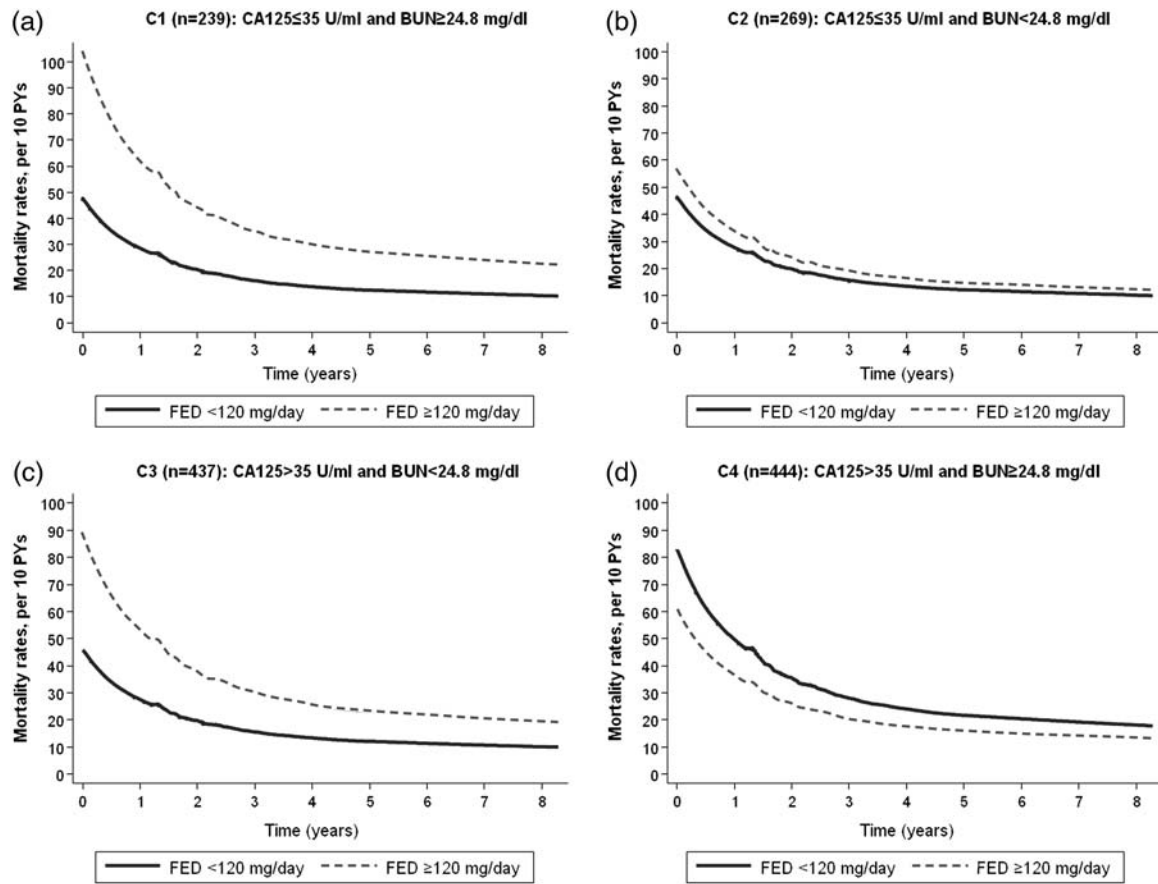 (a)
C1 (n=239): CA125≤35 U/ml and BUN≥24.8 mg/dl
Mortality rates, per 10 PYs
100
90
80
70
60
50
40
30
20
10
0
0 1 2 3 4 5 6 7 8
Time (years)
FED <120 mg/day FED ≥120 mg/day
(b)
C2 (n=269): CA125≤35 U/ml and BUN<24.8 mg/dl
Mortality rates, per 10 PYs
100
90
80
70
60
50
40
30
20
10
0
0 1 2 3 4 5 6 7 8
Time (years)
FED <120 mg/day FED ≥120 mg/day
(c)
C3 (n=437): CA125>35 U/ml and BUN<24.8 mg/dl
Mortality rates, per 10 PYs
100
90
80
70
60
50
40
30
20
10
0
0 1 2 3 4 5 6 7 8
Time (years)
FED <120 mg/day FED ≥120 mg/day
(d)
C4 (n=444): CA125>35 U/ml and BUN≥24.8 mg/dl
Mortality rates, per 10 PYs
100
90
80
70
60
50
40
30
20
10
0
0 1 2 3 4 5 6 7 8
Time (years)
FED <120 mg/day FED ≥120 mg/day